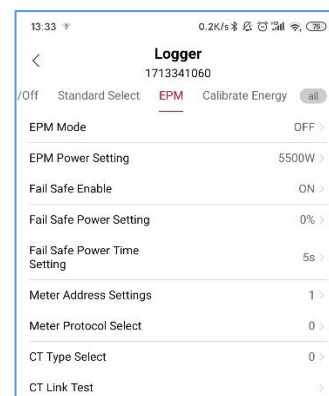 13:33 0.2K/s 75
Logger
1713341060
/Off Standard Select EPM Calibrate Energy all
EPM Mode OFF
EPM Power Setting 5500W
Fail Safe Enable ON
Fail Safe Power Setting 0%
Fail Safe Power Time
Setting 5s
Meter Address Settings 1
Meter Protocol Select 0
CT Type Select 0
CT Link Test